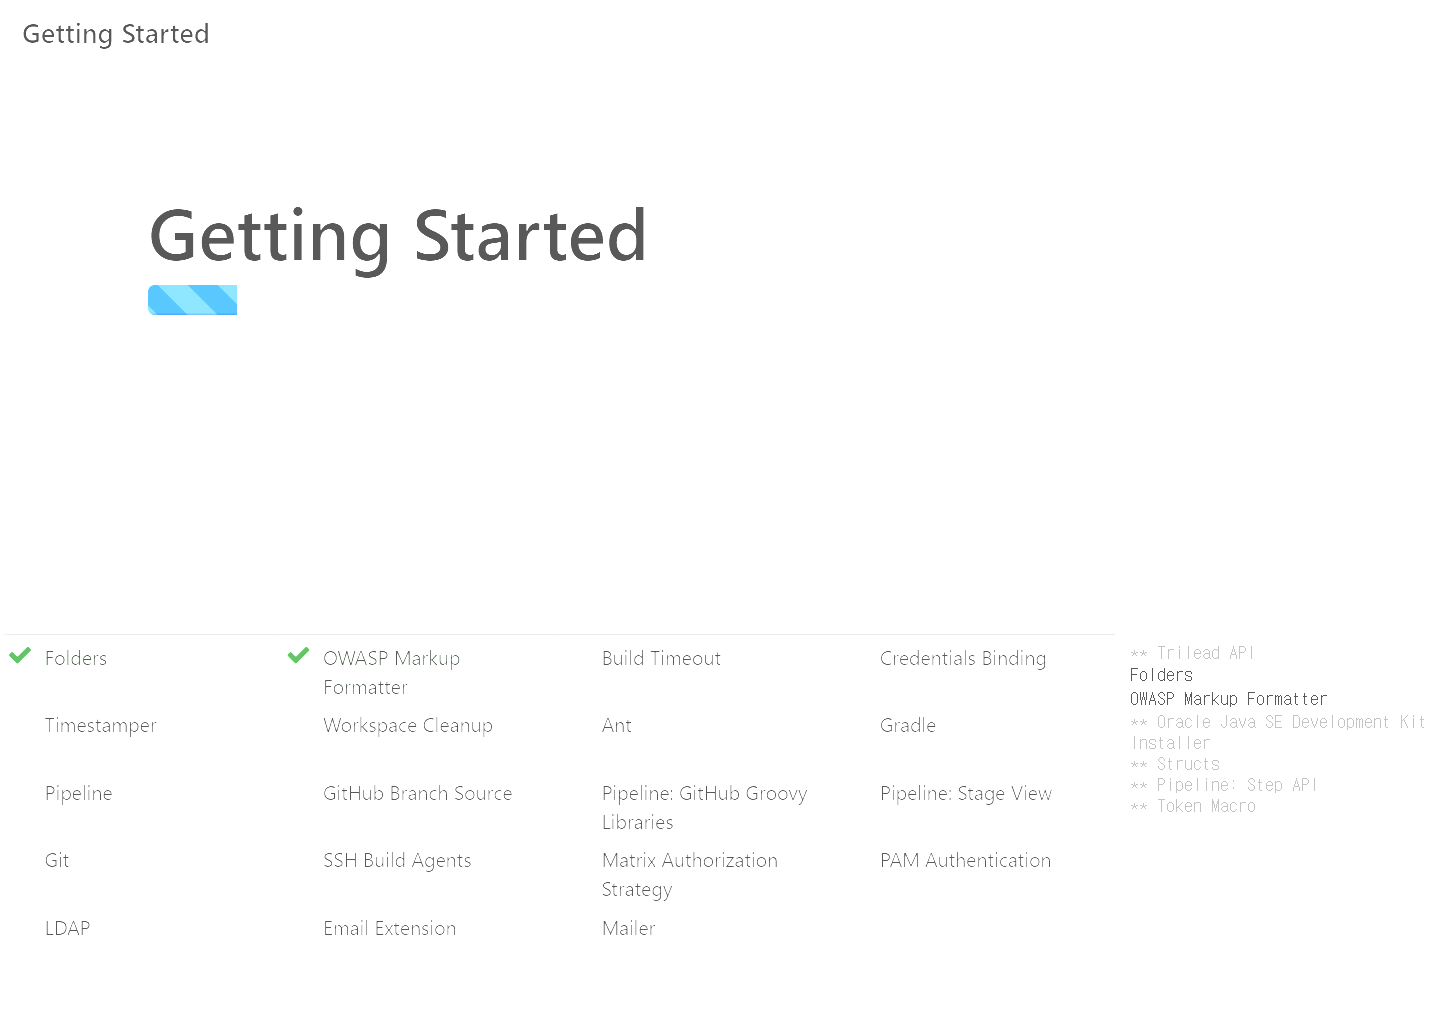 Getting Started
Getting Started
Folders
OWASP Markup
Formatter
Build Timeout
Credentials Binding
Timestamper
Workspace Cleanup
Ant
Gradle
Pipeline
GitHub Branch Source
Pipeline: GitHub Groovy
Libraries
Pipeline: Stage View
Git
SSH Build Agents
Matrix Authorization
Strategy
PAM Authentication
LDAP
Email Extension
Mailer
** Trilead API
Folders
OWASP Markup Formatter
** Oracle Java SE Development Kit
Installer
** Structs
** Pipeline: Step API
** Token Macro